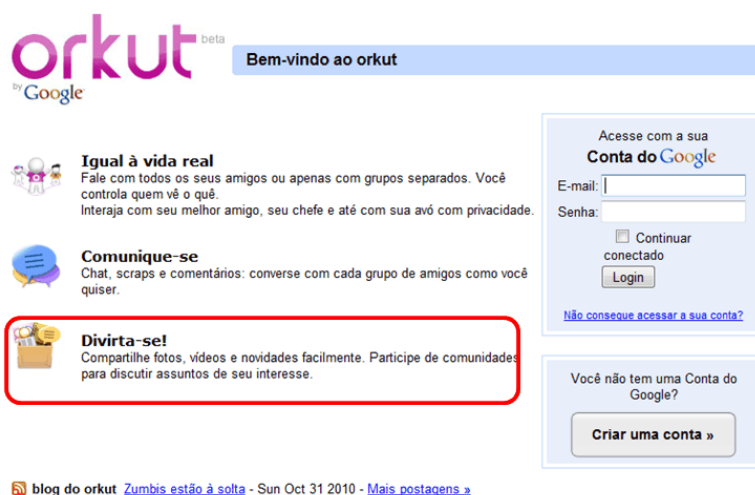 orkut beta
by Google
Bem-vindo ao orkut
Igual à vida real
Fale com todos os seus amigos ou apenas com grupos separados. Você
controla quem vê o quê.
Interaja com seu melhor amigo, seu chefe e até com sua avó com privacidade.
Comunique-se
Chat, scraps e comentários: converse com cada grupo de amigos como você
quiser.
Divirta-se!
Compartilhe fotos, vídeos e novidades facilmente. Participe de comunidades
para discutir assuntos de seu interesse.
Acesse com a sua
Conta do Google
E-mail:
Senha:
Continuar
conectado
Login
Não consegue acessar a sua conta?
Você não tem uma Conta do
Google?
Criar uma conta »
blog do orkut Zumbis estão à solta - Sun Oct 31 2010 - Mais postagens »